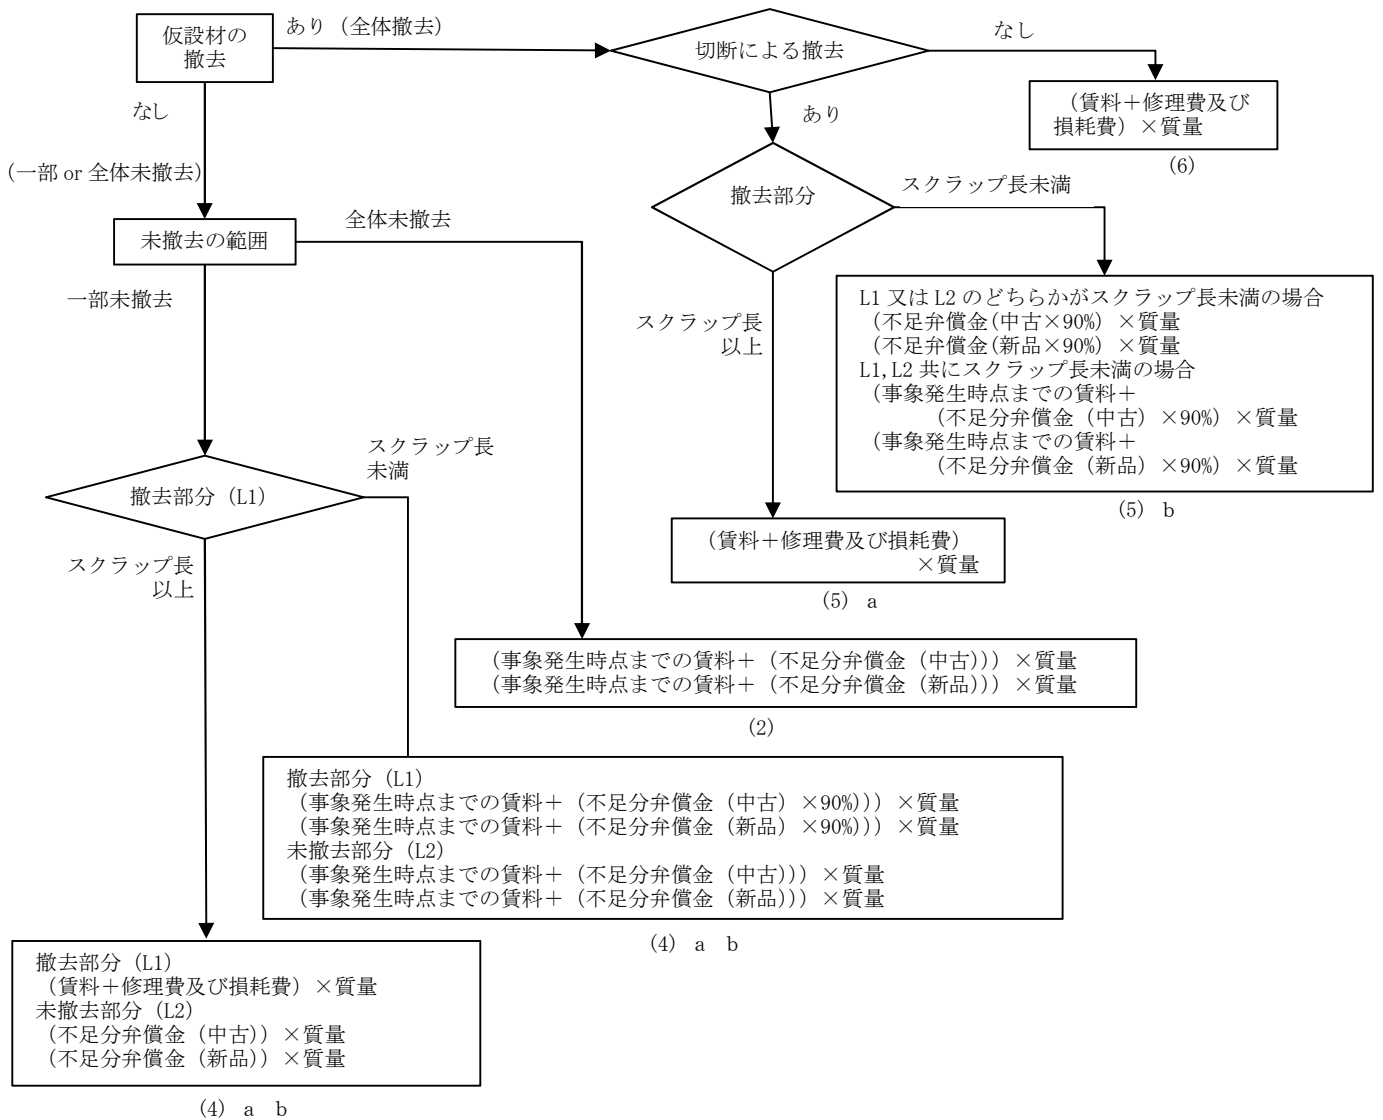 仮設材の
撤去
あり（全体撤去）
切断による撤去
なし
（賃料＋修理費及び
損耗費）×質量
(6)
なし
（一部 or 全体未撤去）
あり
撤去部分
スクラップ長未満
未撤去の範囲
全体未撤去
一部未撤去
スクラップ長
以上
L1 又は L2 のどちらかがスクラップ長未満の場合
（不足弁償金(中古×90%）×質量
（不足弁償金(新品×90%）×質量
L1,L2 共にスクラップ長未満の場合
（事象発生時点までの賃料＋
（不足分弁償金（中古）×90%）×質量
（事象発生時点までの賃料＋
（不足分弁償金（新品）×90%）×質量
(5) b
撤去部分（L1）
スクラップ長
未満
スクラップ長
以上
（賃料＋修理費及び損耗費）
×質量
(5) a
（事象発生時点までの賃料＋（不足分弁償金（中古)))×質量
（事象発生時点までの賃料＋（不足分弁償金（新品)))×質量
(2)
撤去部分（L1）
（事象発生時点までの賃料＋（不足分弁償金（中古）×90%)))×質量
（事象発生時点までの賃料＋（不足分弁償金（新品）×90%)))×質量
未撤去部分（L2）
（事象発生時点までの賃料＋（不足分弁償金（中古)))×質量
（事象発生時点までの賃料＋（不足分弁償金（新品)))×質量
(4) a b
撤去部分（L1）
（賃料＋修理費及び損耗費）×質量
未撤去部分（L2）
（不足分弁償金（中古））×質量
（不足分弁償金（新品））×質量
(4) a b